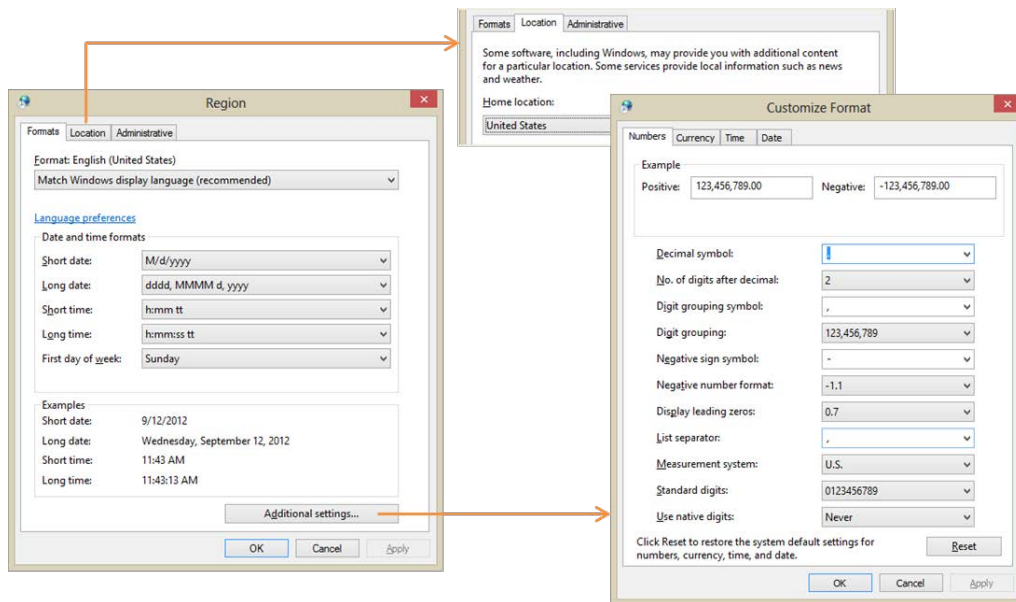 Formats Location Administrative
Some software, including Windows, may provide you with additional content
for a particular location. Some services provide local information such as news
and weather.
Home location:
United States
Region
Formats Location Administrative
Format: English (United States)
Match Windows display language (recommended)
Language preferences
Date and time formats
Short date: M/d/yyyy
Long date: dddd, MMMM d, yyyy
Short time: h:mm tt
Long time: h:mm:ss tt
First day of week: Sunday
Examples
Short date: 9/12/2012
Long date: Wednesday, September 12, 2012
Short time: 11:43 AM
Long time: 11:43:13 AM
Additional settings...
OK Cancel Apply
Customize Format
Numbers Currency Time Date
Example
Positive: 123,456,789.00 Negative: -123,456,789.00
Decimal symbol: .
No. of digits after decimal: 2
Digit grouping symbol: ,
Digit grouping: 123,456,789
Negative sign symbol: -
Negative number format: -1.1
Display leading zeros: 0.7
List separator: ,
Measurement system: U.S.
Standard digits: 0123456789
Use native digits: Never
Click Reset to restore the system default settings for
numbers, currency, time, and date.
Reset
OK Cancel Apply